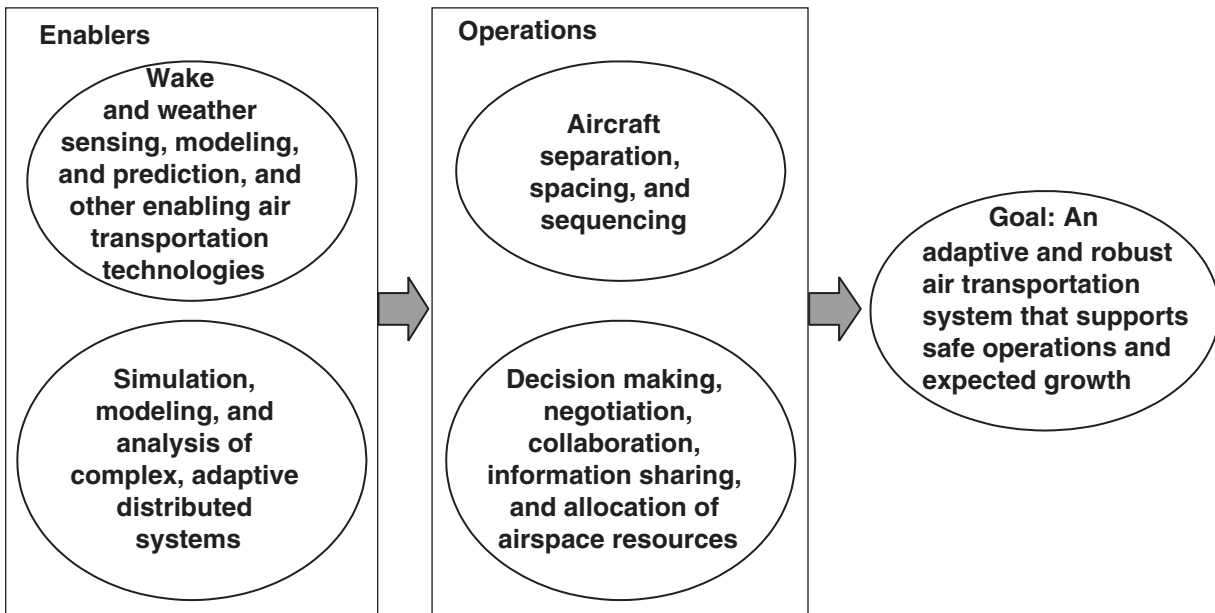 Enablers
Wake
and weather
sensing, modeling,
and prediction, and
other enabling air
transportation
technologies
Simulation,
modeling, and
analysis of
complex, adaptive
distributed
systems
Operations
Aircraft
separation,
spacing, and
sequencing
Decision making,
negotiation,
collaboration,
information sharing,
and allocation of
airspace resources
Goal: An
adaptive and robust
air transportation
system that supports
safe operations and
expected growth